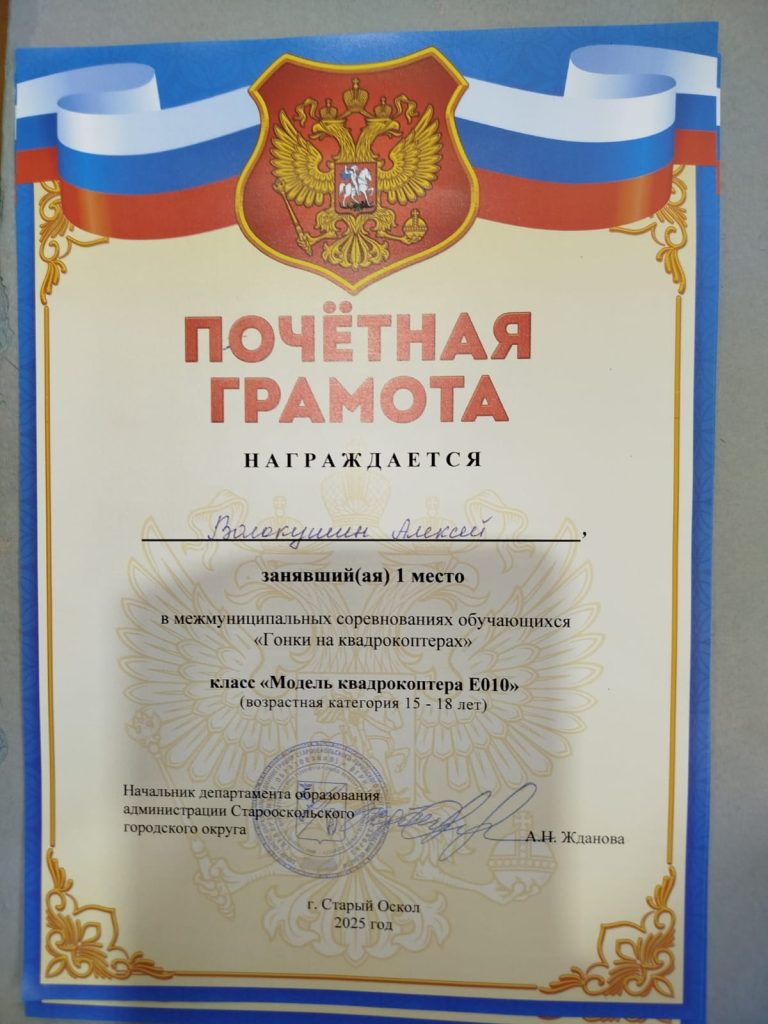 ПОЧЁТНАЯ
ГРАМОТА
НАГРАЖДАЕТСЯ
Волокушин Алексей,
занявший(ая) 1 место
в межмуниципальных соревнованиях обучающихся
«Гонки на квадрокоптерах»
класс «Модель квадрокоптера E010»
(возрастная категория 15 - 18 лет)
Начальник департамента образования
администрации Старооскольского
городского округа
А.Н. Жданова
г. Старый Оскол
2025 год